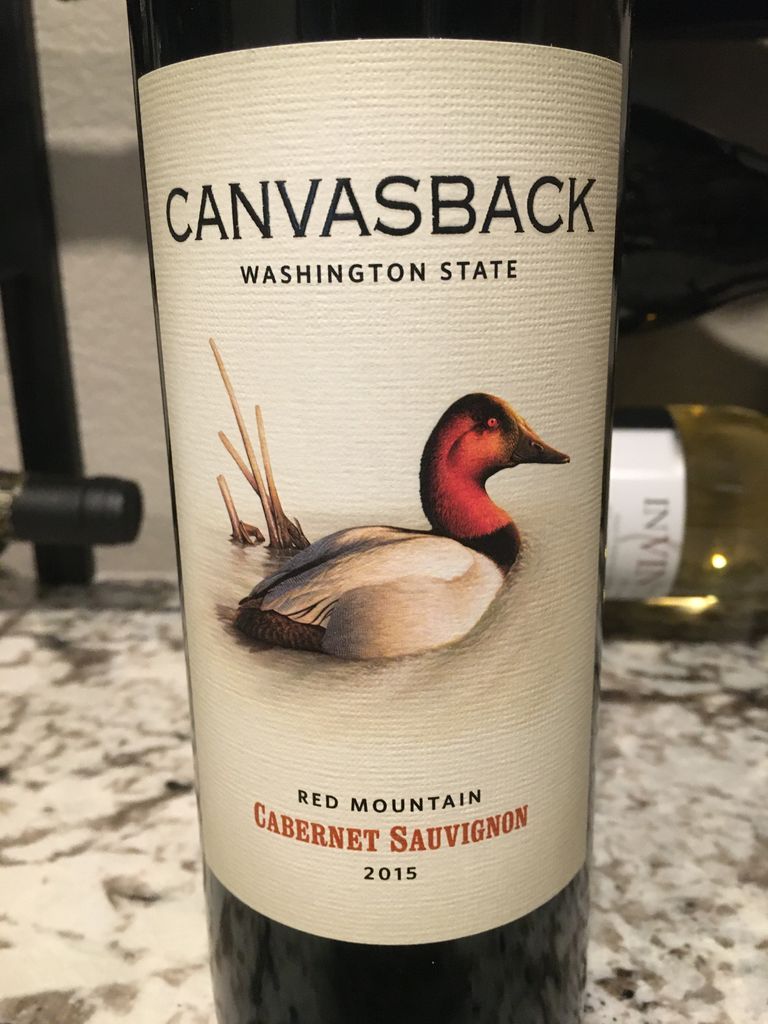 CANVASBACK
WASHINGTON STATE
RED MOUNTAIN
CABERNET SAUVIGNON
2015